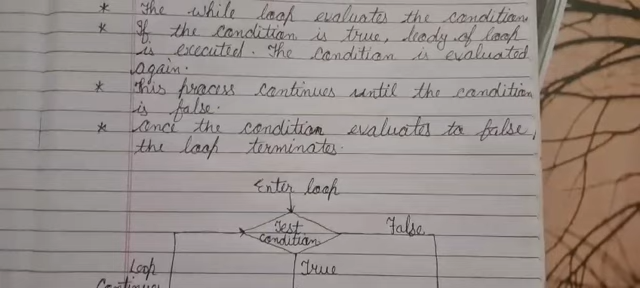 * The while loop evaluates the condition
* If the condition is true, body of loop
is executed. The condition is evaluated
again.
* This process continues until the condition
is false.
* Once the condition evaluates to false,
the loop terminates.
Enter loop
Test
condition
False
True
Loop
Continues